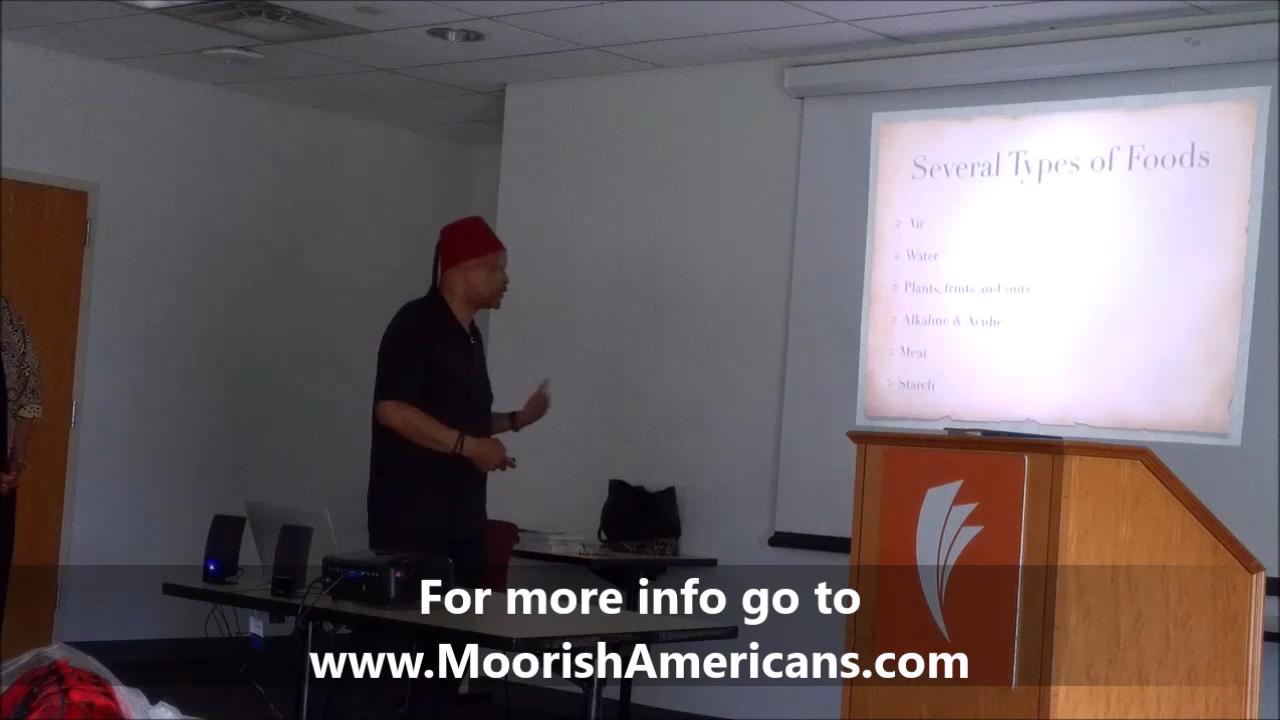 Several Types of Foods
Air
Water
Plants, fruits and nuts
Alkaline & Acidic
Meat
Starch
For more info go to
www.MoorishAmericans.com